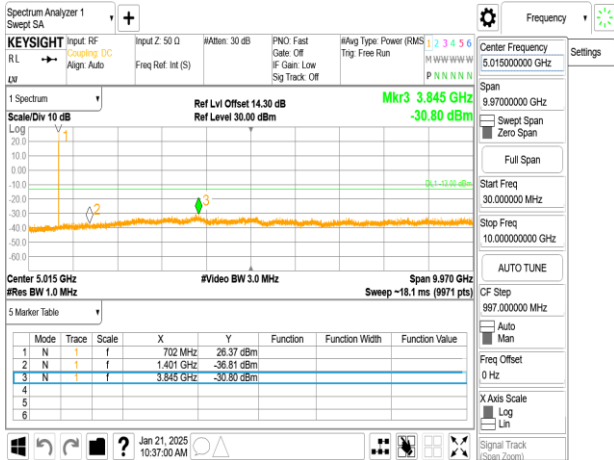 Spectrum Analyzer 1
Swept SA
Frequency
Settings
KEYSIGHT
RL
Input: RF
Coupling: DC
Align: Auto
Input Z: 50 Ω
Freq Ref: Int (S)
#Atten: 30 dB
PNO: Fast
Gate: Off
IF Gain: Low
Sig Track: Off
#Avg Type: Power (RMS
Trig: Free Run
1 2 3 4 5 6
M W W W W W
P N N N N N
1 Spectrum
Scale/Div 10 dB
Ref Lvl Offset 14.30 dB
Ref Level 30.00 dBm
Mkr3 3.845 GHz
-30.80 dBm
Log
20.0
10.0
0.00
-10.0
-20.0
-30.0
-40.0
-50.0
-60.0
1
2
3
DL1 -13.00 dBm
Center 5.015 GHz
#Res BW 1.0 MHz
#Video BW 3.0 MHz
Span 9.970 GHz
Sweep ~18.1 ms (9971 pts)
5 Marker Table
Mode Trace Scale X Y Function Function Width Function Value
1 N 1 f 702 MHz 26.37 dBm
2 N 1 f 1.401 GHz -36.81 dBm
3 N 1 f 3.845 GHz -30.80 dBm
4
5
6
Jan 21, 2025
10:37:00 AM
?
Center Frequency
5.015000000 GHz
Span
9.97000000 GHz
Swept Span
Zero Span
Full Span
Start Freq
30.000000 MHz
Stop Freq
10.000000000 GHz
AUTO TUNE
CF Step
997.000000 MHz
Auto
Man
Freq Offset
0 Hz
X Axis Scale
Log
Lin
Signal Track
(Span Zoom)